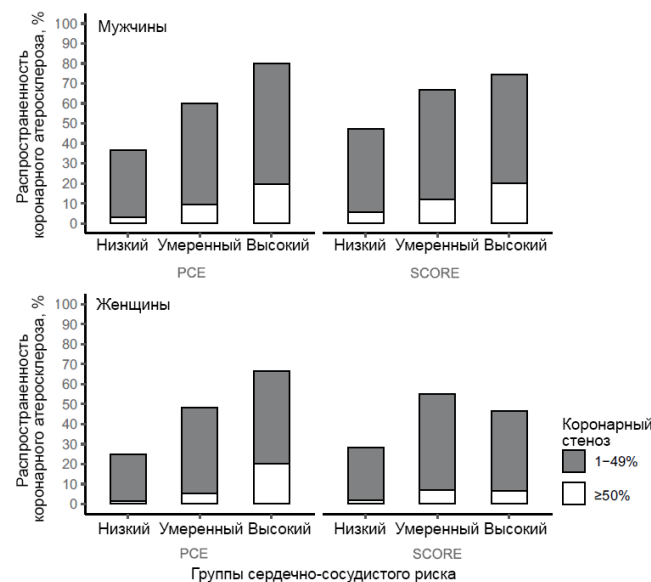 Мужчины
Распространенность
коронарного атеросклероза, %
100
90
80
70
60
50
40
30
20
10
0
Низкий Умеренный Высокий Низкий Умеренный Высокий
PCE SCORE
Женщины
Распространенность
коронарного атеросклероза, %
100
90
80
70
60
50
40
30
20
10
0
Низкий Умеренный Высокий Низкий Умеренный Высокий
PCE SCORE
Группы сердечно-сосудистого риска
Коронарный
стеноз
1–49%
≥50%